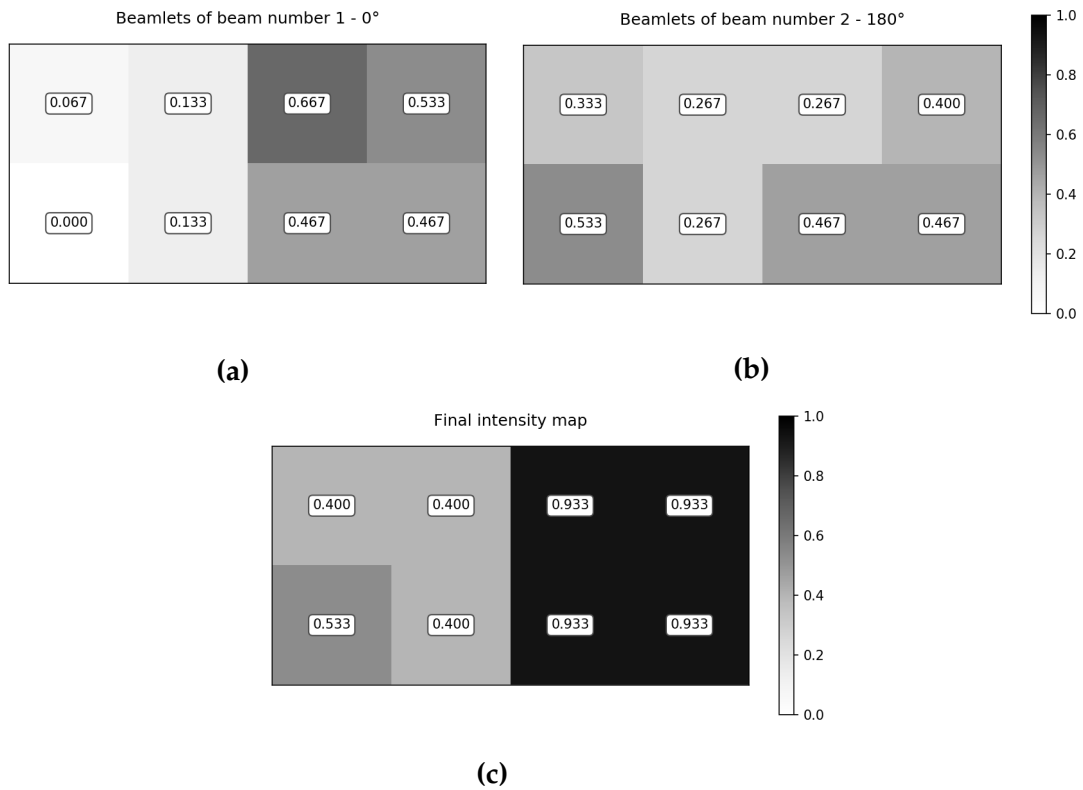 Beamlets of beam number 1 - 0°
0.067 0.133 0.667 0.533
0.000 0.133 0.467 0.467
(a)
Beamlets of beam number 2 - 180°
0.333 0.267 0.267 0.400
0.533 0.267 0.467 0.467
1.0
0.8
0.6
0.4
0.2
0.0
(b)
Final intensity map
0.400 0.400 0.933 0.933
0.533 0.400 0.933 0.933
1.0
0.8
0.6
0.4
0.2
0.0
(c)